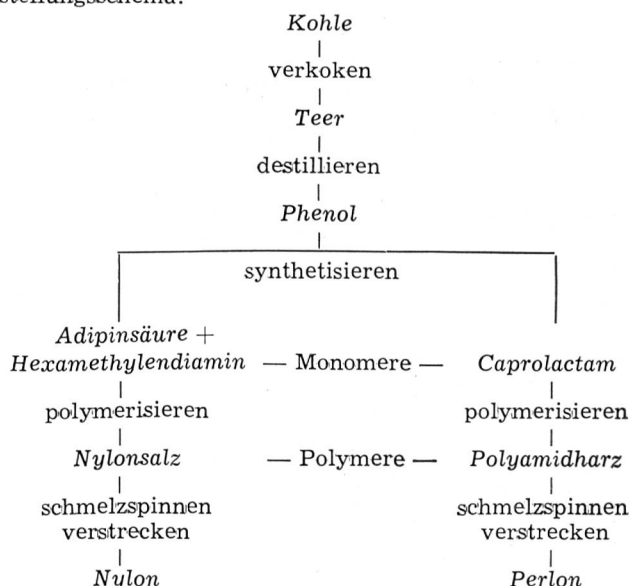 Kohle
verkoken
Teer
destillieren
Phenol
synthetisieren
Adipinsäure +
Hexamethylendiamin — Monomere — Caprolactam
polymerisieren polymerisieren
Nylonsalz — Polymere — Polyamidharz
schmelzspinnen schmelzspinnen
verstrecken verstrecken
Nylon Perlon